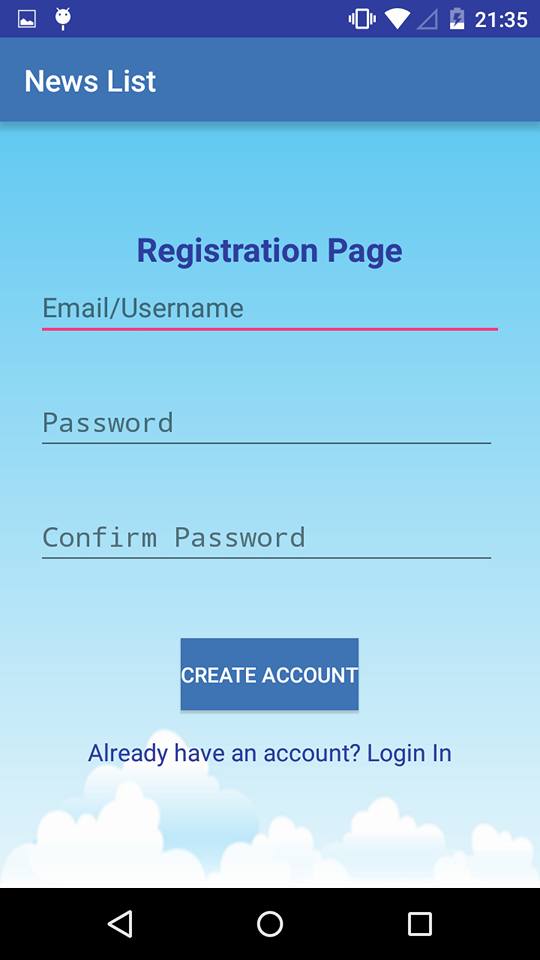 21:35
News List
Registration Page
Email/Username
Password
Confirm Password
CREATE ACCOUNT
Already have an account? Login In